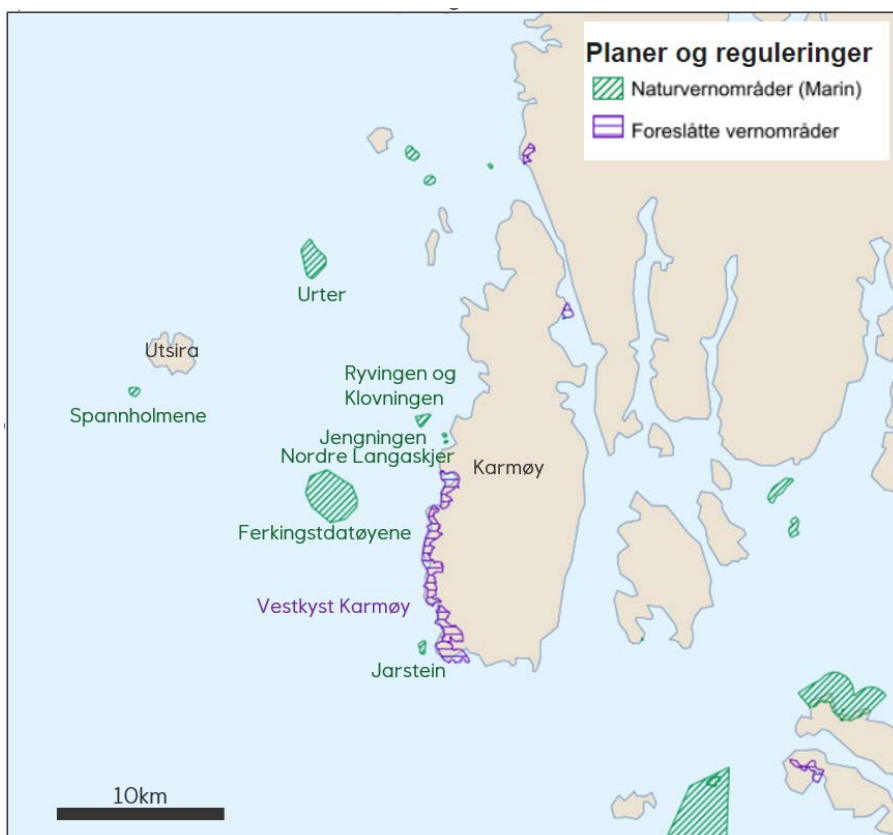 Planer og reguleringer
Naturvernområder (Marin)
Foreslåtte vernområder
Urter
Utsira
Spannholmene
Ryvingen og
Klovningen
Jengningen
Nordre Langaskjer
Karmøy
Ferkingstdatøyene
Vestkyst Karmøy
Jarstein
10km